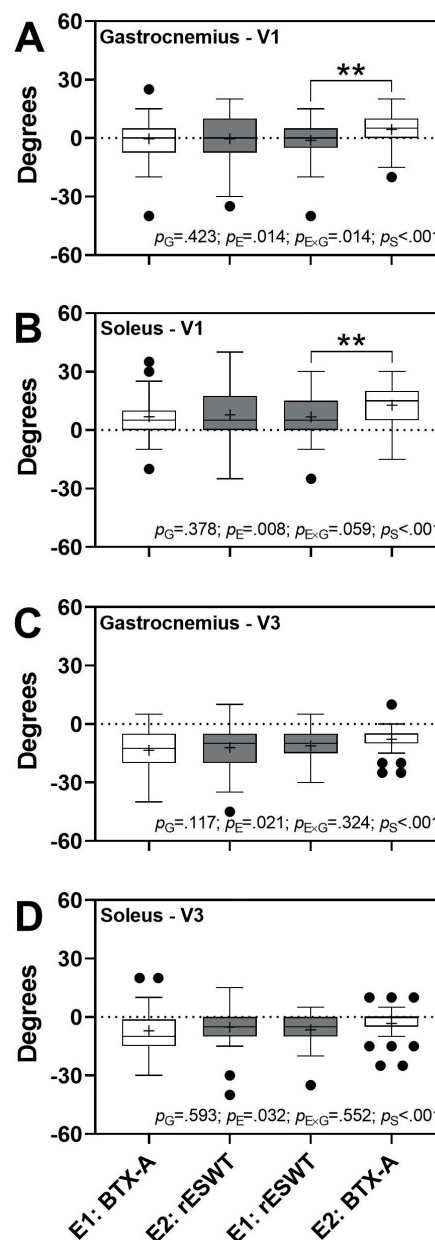 A
Gastrocnemius - V1
**
Degrees
60
30
0
-30
-60
pG=.423; pE=.014; pE×G=.014; pS<.001
B
Soleus - V1
**
Degrees
60
30
0
-30
-60
pG=.378; pE=.008; pE×G=.059; pS<.001
C
Gastrocnemius - V3
Degrees
60
30
0
-30
-60
pG=.117; pE=.021; pE×G=.324; pS<.001
D
Soleus - V3
Degrees
60
30
0
-30
-60
pG=.593; pE=.032; pE×G=.552; pS<.001
E1: BTX-A
E2: rESWT
E1: rESWT
E2: BTX-A